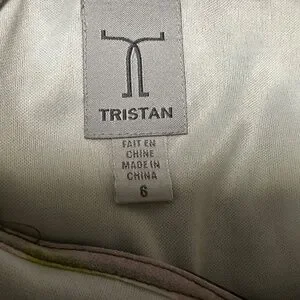 TRISTAN
FAIT EN
CHINE
MADE IN
CHINA
6